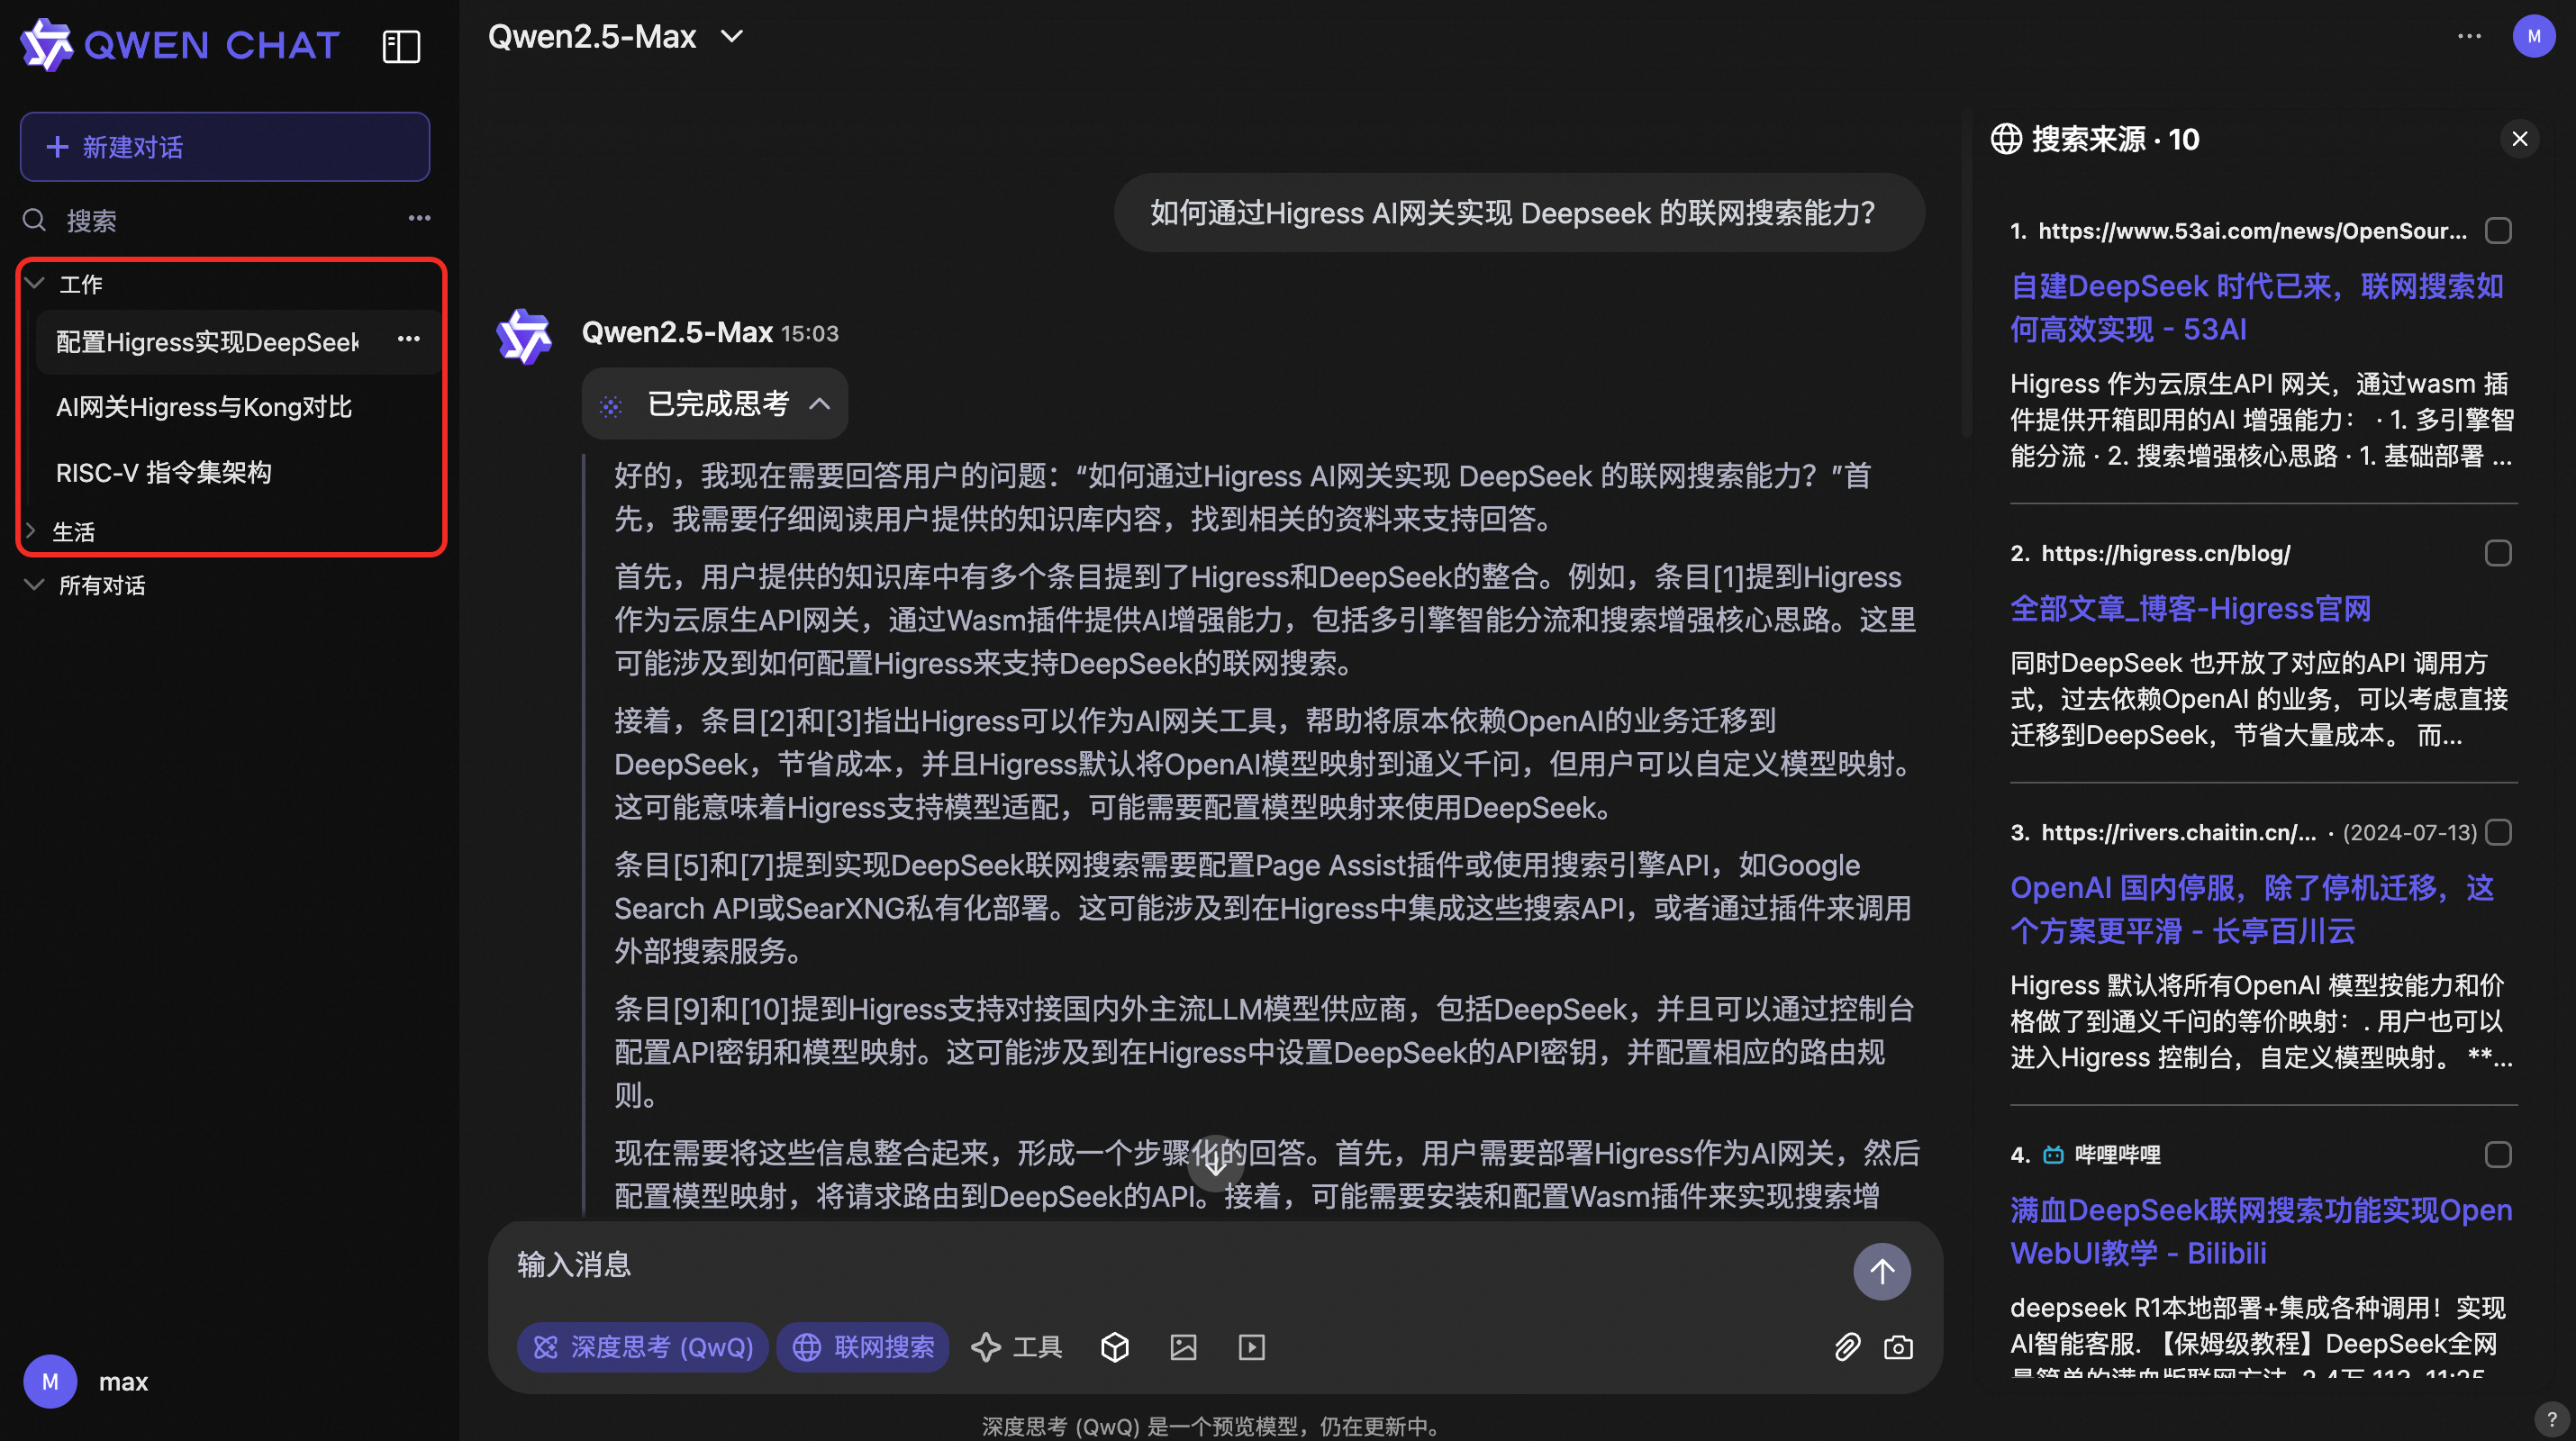 QWEN CHAT
新建对话
搜索
工作
配置Higress实现DeepSeek
AI网关Higress与Kong对比
RISC-V 指令集架构
生活
所有对话
M
max
Qwen2.5-Max
M
如何通过Higress AI网关实现 Deepseek 的联网搜索能力？
Qwen2.5-Max 15:03
已完成思考
好的，我现在需要回答用户的问题：“如何通过Higress AI网关实现 DeepSeek 的联网搜索能力？”首
先，我需要仔细阅读用户提供的知识库内容，找到相关的资料来支持回答。
首先，用户提供的知识库中有多个条目提到了Higress和DeepSeek的整合。例如，条目[1]提到Higress
作为云原生API网关，通过Wasm插件提供AI增强能力，包括多引擎智能分流和搜索增强核心思路。这里
可能涉及到如何配置Higress来支持DeepSeek的联网搜索。
接着，条目[2]和[3]指出Higress可以作为AI网关工具，帮助将原本依赖OpenAI的业务迁移到
DeepSeek，节省成本，并且Higress默认将OpenAI模型映射到通义千问，但用户可以自定义模型映射。
这可能意味着Higress支持模型适配，可能需要配置模型映射来使用DeepSeek。
条目[5]和[7]提到实现DeepSeek联网搜索需要配置Page Assist插件或使用搜索引擎API，如Google
Search API或SearXNG私有化部署。这可能涉及到在Higress中集成这些搜索API，或者通过插件来调用
外部搜索服务。
条目[9]和[10]提到Higress支持对接国内外主流LLM模型供应商，包括DeepSeek，并且可以通过控制台
配置API密钥和模型映射。这可能涉及到在Higress中设置DeepSeek的API密钥，并配置相应的路由规
则。
现在需要将这些信息整合起来，形成一个步骤化的回答。首先，用户需要部署Higress作为AI网关，然后
配置模型映射，将请求路由到DeepSeek的API。接着，可能需要安装和配置Wasm插件来实现搜索增
输入消息
深度思考 (QwQ)
联网搜索
工具
深度思考 (QwQ) 是一个预览模型，仍在更新中。
搜索来源 · 10
1. https://www.53ai.com/news/OpenSour...
自建DeepSeek 时代已来，联网搜索如
何高效实现 - 53AI
Higress 作为云原生API 网关，通过wasm 插
件提供开箱即用的AI 增强能力： · 1. 多引擎智
能分流 · 2. 搜索增强核心思路 · 1. 基础部署 ...
2. https://higress.cn/blog/
全部文章_博客-Higress官网
同时DeepSeek 也开放了对应的API 调用方
式，过去依赖OpenAI 的业务，可以考虑直接
迁移到DeepSeek，节省大量成本。 而...
3. https://rivers.chaitin.cn/... · (2024-07-13)
OpenAI 国内停服，除了停机迁移，这
个方案更平滑 - 长亭百川云
Higress 默认将所有OpenAI 模型按能力和价
格做了到通义千问的等价映射：. 用户也可以
进入Higress 控制台，自定义模型映射。 **...
4. 哔哩哔哩
满血DeepSeek联网搜索功能实现Open
WebUI教学 - Bilibili
deepseek R1本地部署+集成各种调用！实现
AI智能客服. 【保姆级教程】DeepSeek全网
最简单的满血版联网方法. 2.4万 113. 11:25.
?